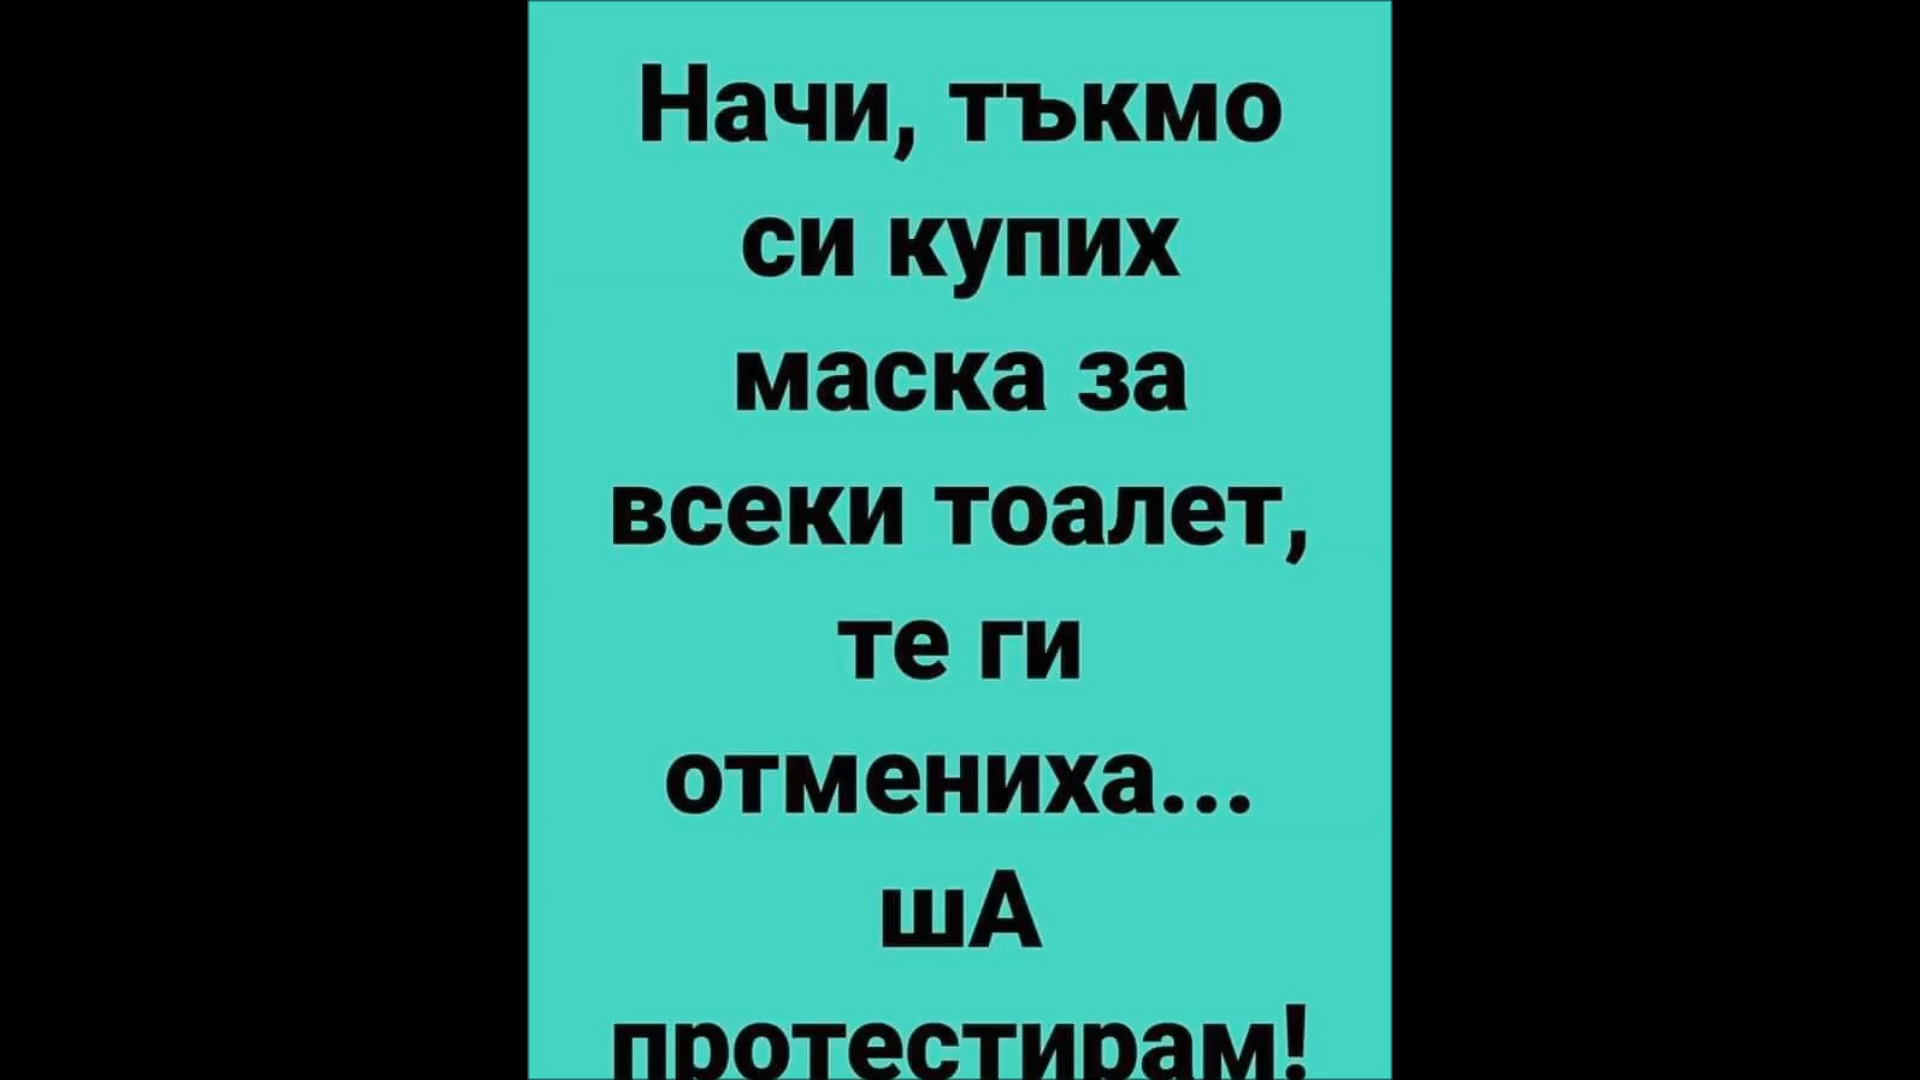 Начи, тъкмо
си купих
маска за
всеки тоалет,
те ги
отмениха...
шА
протестирам!